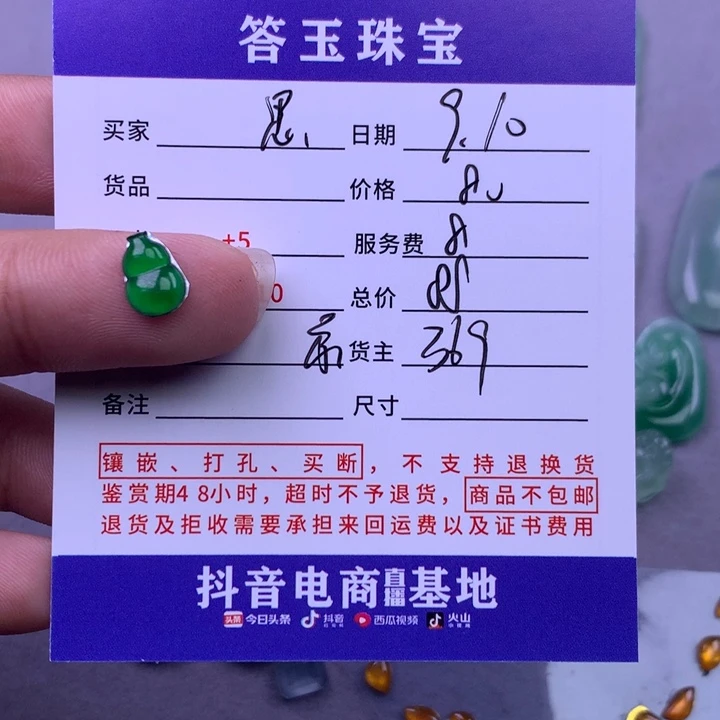 答玉珠宝
买家 思、 日期 9.10
货品 价格 80
+5 服务费 8
0 总价
货主 369
备注 尺寸
镶嵌、打孔、买断，不支持退换货
鉴赏期48小时，超时不予退货，商品不包邮
退货及拒收需要承担来回运费以及证书费用
抖音电商直播基地
头条 今日头条 抖音 西瓜视频 火山